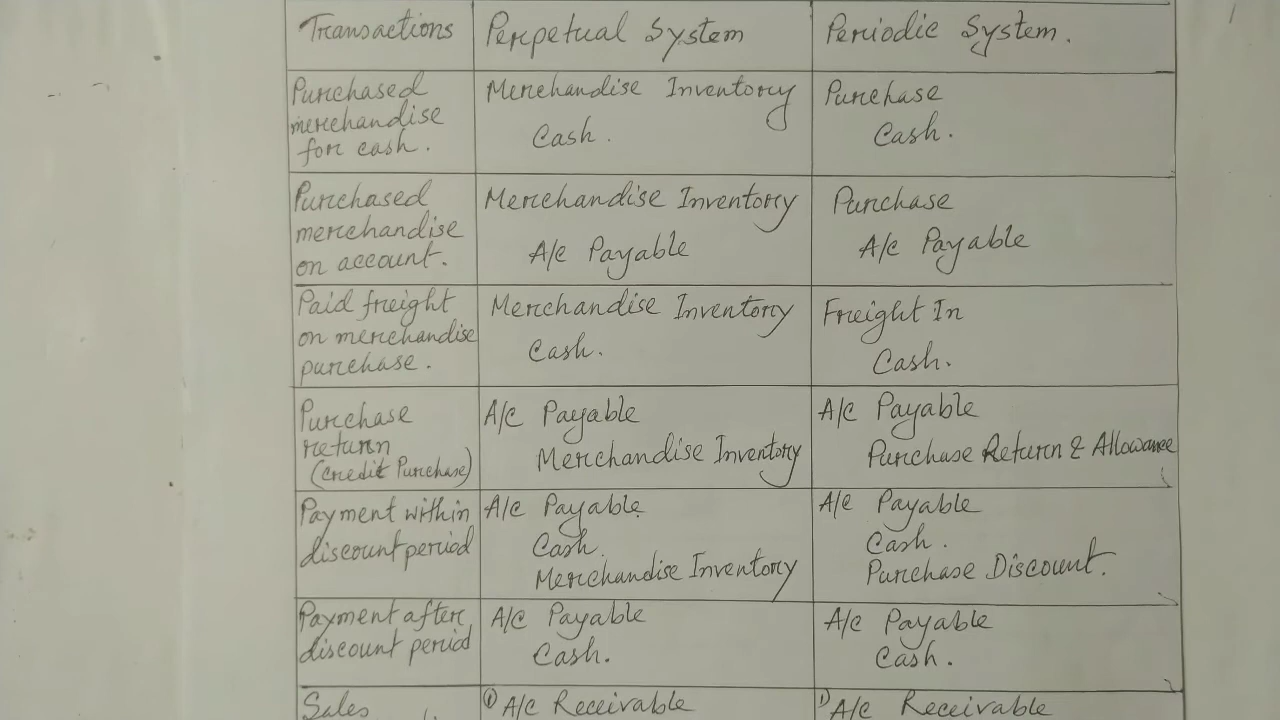 Transactions
Perpetual System
Periodic System.
Purchased
merchandise
for cash.
Merchandise Inventory
Cash.
Purchase
Cash.
Purchased
merchandise
on account.
Merchandise Inventory
A/c Payable
Purchase
A/c Payable
Paid freight
on merchandise
purchase.
Merchandise Inventory
Cash.
Freight In
Cash.
Purchase
return
(Credit Purchase)
A/c Payable
Merchandise Inventory
A/c Payable
Purchase Return & Allowance
Payment within
discount period
A/c Payable
Cash.
Merchandise Inventory
A/c Payable
Cash.
Purchase Discount.
Payment after
discount period
A/c Payable
Cash.
A/c Payable
Cash.
Sales
① A/c Receivable
1) A/c Receivable